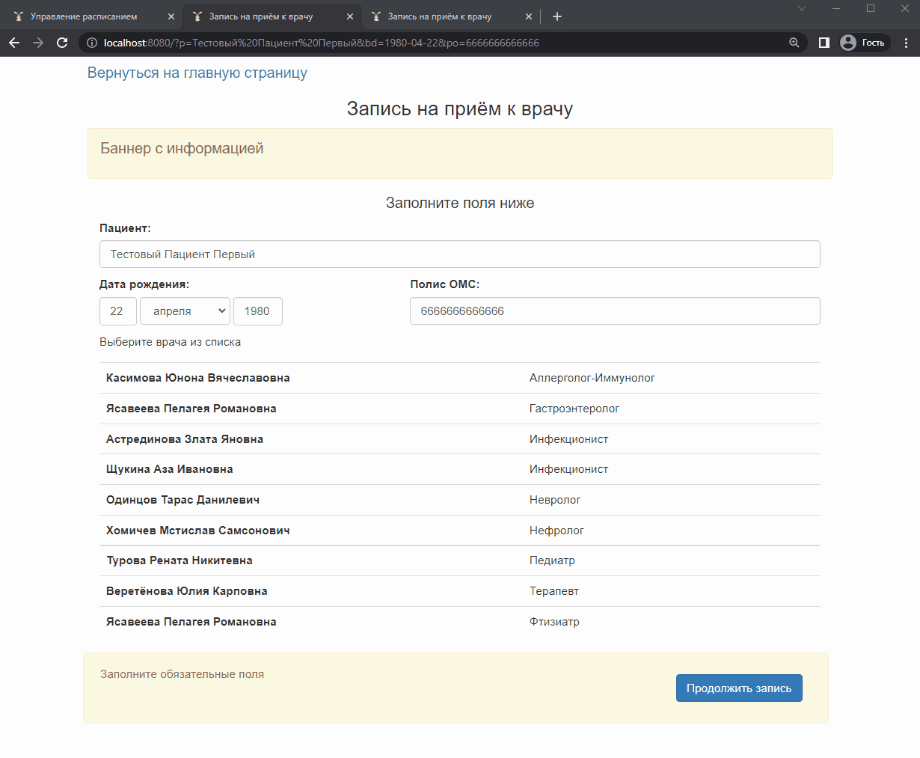 Управление расписанием
Запись на приём к врачу
Запись на приём к врачу
localhost:8080/?p=Тестовый%20Пациент%20Первый&bd=1980-04-22&po=6666666666666
Гость
Вернуться на главную страницу
Запись на приём к врачу
Баннер с информацией
Заполните поля ниже
Пациент:
Тестовый Пациент Первый
Дата рождения: Полис ОМС:
22 апреля 1980 6666666666666
Выберите врача из списка
Касимова Юнона Вячеславовна Аллерголог-Иммунолог
Ясавеева Пелагея Романовна Гастроэнтеролог
Астрединова Злата Яновна Инфекционист
Щукина Аза Ивановна Инфекционист
Одинцов Тарас Данилевич Невролог
Хомичев Мстислав Самсонович Нефролог
Турова Рената Никитевна Педиатр
Веретёнова Юлия Карповна Терапевт
Ясавеева Пелагея Романовна Фтизиатр
Заполните обязательные поля
Продолжить запись